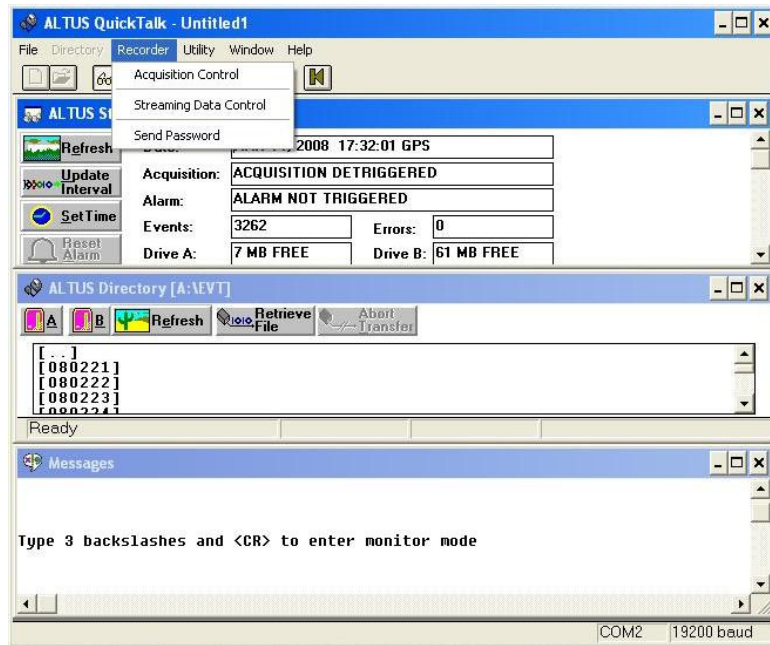 ALTUS QuickTalk - Untitled1
File Directory Recorder Utility Window Help
Acquisition Control
Streaming Data Control
Send Password
ALTUS
Refresh
2008 17:32:01 GPS
Update Interval
Acquisition: ACQUISITION DETRIGGERED
Alarm: ALARM NOT TRIGGERED
SetTime
Events: 3262 Errors: 0
Reset Alarm
Drive A: 7 MB FREE Drive B: 61 MB FREE
ALTUS Directory [A:\EVT]
A B Refresh Retrieve File Abort Transfer
[..]
[080221]
[080222]
[080223]
[080224]
Ready
Messages
Type 3 backslashes and <CR> to enter monitor mode
COM2 19200 baud